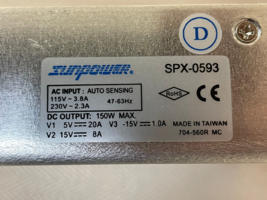 D
SUNPOWER
SPX-0593
AC INPUT : AUTO SENSING
115V ~ 3.8A 47-63Hz
230V ~ 2.3A
CE
RoHS
DC OUTPUT: 150W MAX.
V1 5V⎓20A V3 -15V⎓1.0A
V2 15V⎓ 8A
MADE IN TAIWAN
704-560R MC